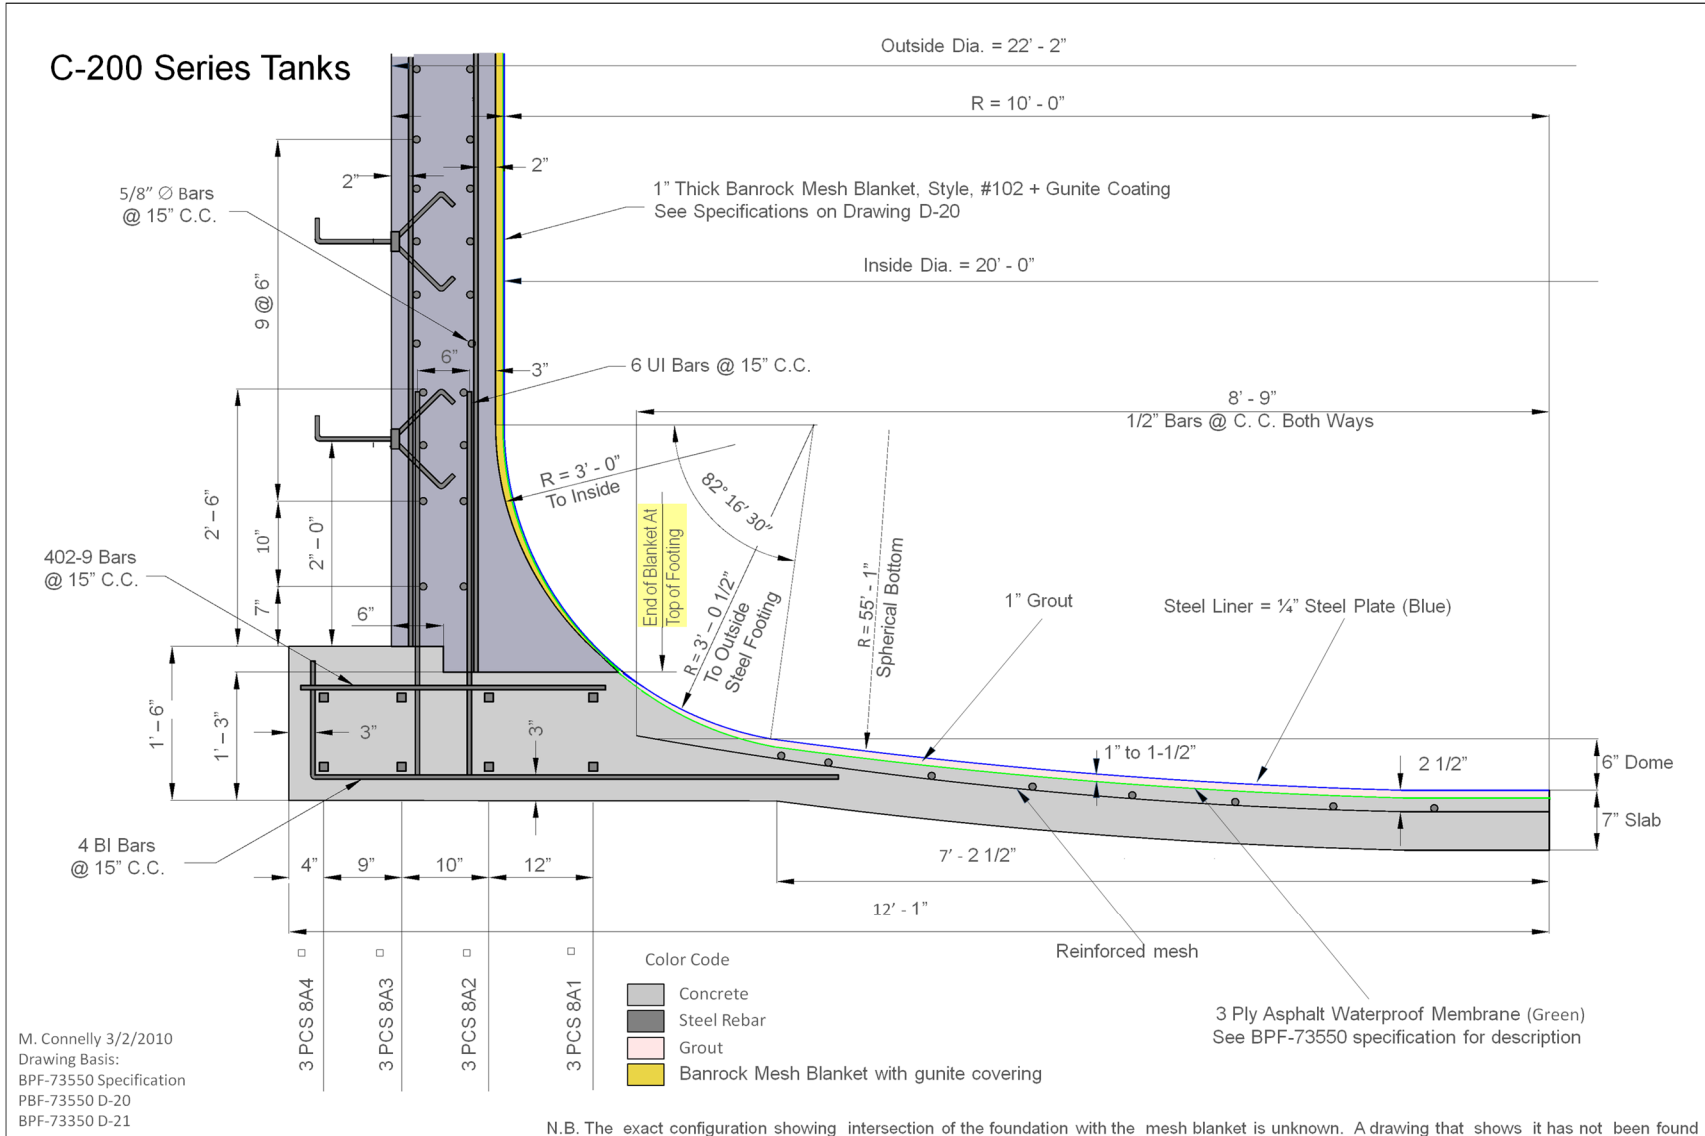 C-200 Series Tanks
Outside Dia. = 22' - 2"
R = 10' - 0"
2"
2"
5/8" ∅ Bars
@ 15" C.C.
1" Thick Banrock Mesh Blanket, Style, #102 + Gunite Coating
See Specifications on Drawing D-20
Inside Dia. = 20' - 0"
9 @ 6"
6"
3"
6 UI Bars @ 15" C.C.
8' - 9"
1/2" Bars @ C. C. Both Ways
R = 3' - 0"
To Inside
82° 16' 30"
End of Blanket At
Top of Footing
2' – 6"
10"
2" – 0"
402-9 Bars
@ 15" C.C.
7"
6"
R = 3' – 0 1/2"
To Outside
Steel Footing
R = 55' - 1"
Spherical Bottom
1" Grout
Steel Liner = ¼" Steel Plate (Blue)
1' – 6"
1' – 3"
3"
3"
1" to 1-1/2"
2 1/2"
6" Dome
7" Slab
4 BI Bars
@ 15" C.C.
4"
9"
10"
12"
7' - 2 1/2"
12' - 1"
Reinforced mesh
3 PCS 8A4
3 PCS 8A3
3 PCS 8A2
3 PCS 8A1
Color Code
Concrete
Steel Rebar
Grout
Banrock Mesh Blanket with gunite covering
3 Ply Asphalt Waterproof Membrane (Green)
See BPF-73550 specification for description
M. Connelly 3/2/2010
Drawing Basis:
BPF-73550 Specification
PBF-73550 D-20
BPF-73350 D-21
N.B. The exact configuration showing intersection of the foundation with the mesh blanket is unknown. A drawing that shows it has not been found